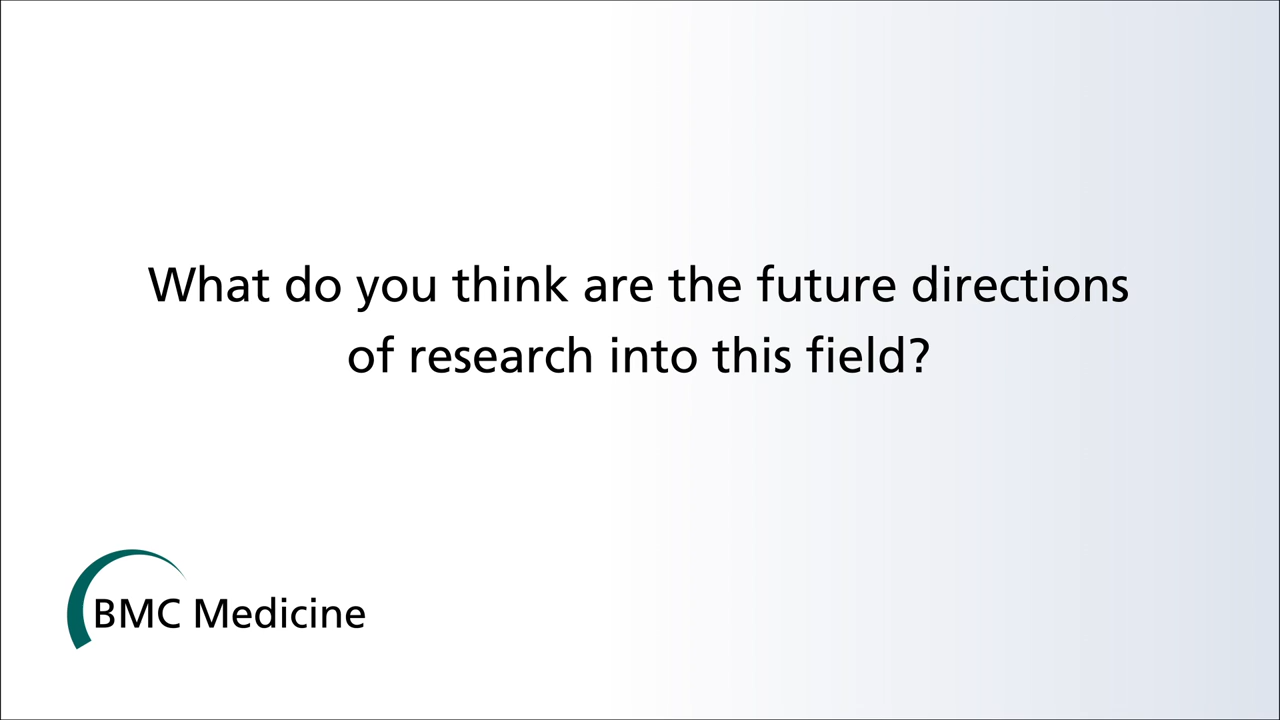 What do you think are the future directions
of research into this field?
BMC Medicine